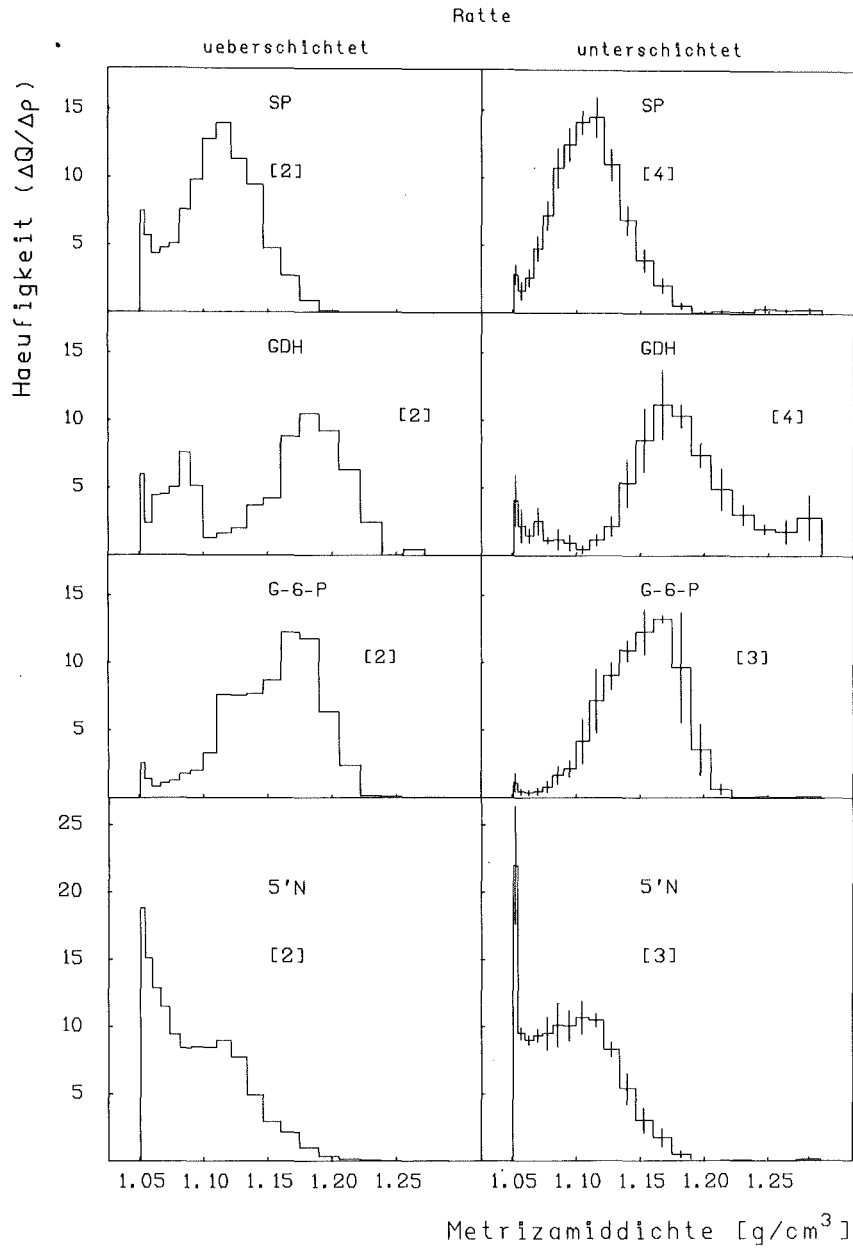 Ratte
ueberschichtet unterschichtet
Haeufigkeit (ΔQ/Δρ)
15 SP SP
10 [2] [4]
5
15 GDH GDH
10 [2] [4]
5
15 G-6-P G-6-P
10 [2] [3]
5
25
20 5'N 5'N
15 [2] [3]
10
5
1.05 1.10 1.15 1.20 1.25 1.05 1.10 1.15 1.20 1.25
Metrizamiddichte [g/cm³]